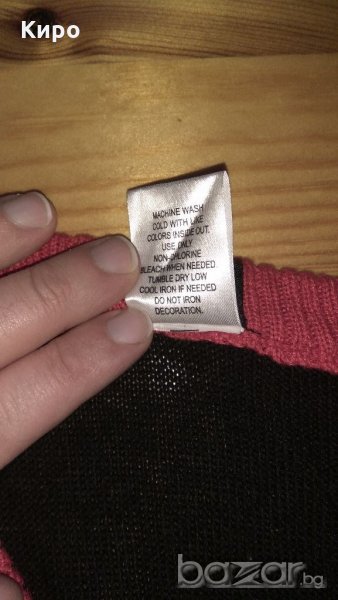 Киро
MACHINE WASH
COLD WITH LIKE
COLORS INSIDE OUT.
USE ONLY
NON-CHLORINE
BLEACH WHEN NEEDED.
TUMBLE DRY LOW
COOL IRON IF NEEDED
DO NOT IRON
DECORATION.
bazar.bg